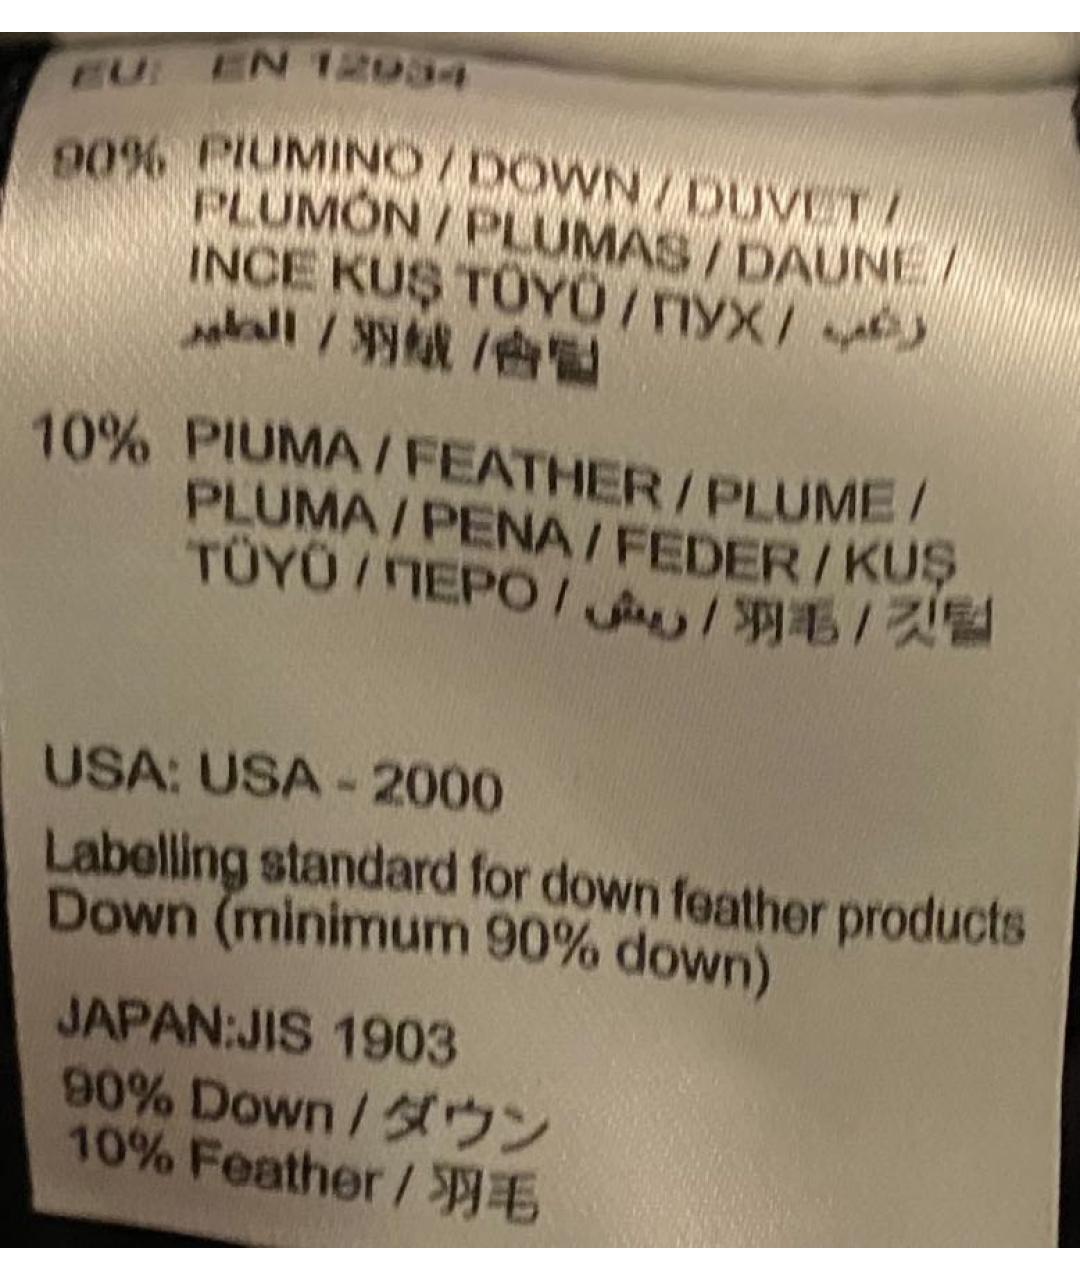 EU: EN 12934
90% PIUMINO / DOWN / DUVET /
PLUMÓN / PLUMAS / DAUNE /
INCE KUŞ TÜYÜ / ПУХ / زغب
الطير / 羽绒 / 솜털
10% PIUMA / FEATHER / PLUME /
PLUMA / PENA / FEDER / KUŞ
TÜYÜ / ПЕРО / ريش / 羽毛 / 깃털
USA: USA - 2000
Labelling standard for down feather products
Down (minimum 90% down)
JAPAN:JIS 1903
90% Down / ダウン
10% Feather / 羽毛